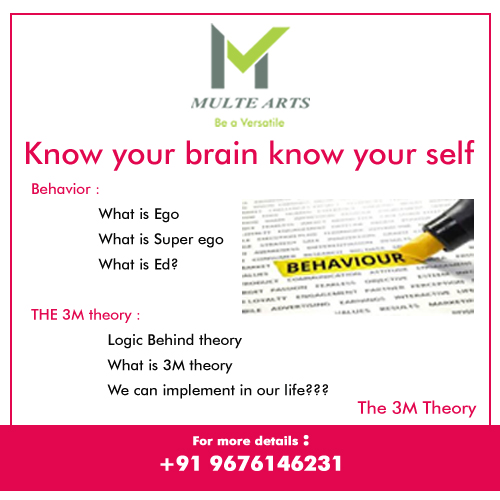 MULTE ARTS
Be a Versatile
Know your brain know your self
Behavior :
What is Ego
What is Super ego
What is Ed?
BEHAVIOUR
THE 3M theory :
Logic Behind theory
What is 3M theory
We can implement in our life???
The 3M Theory
For more details :
+91 9676146231